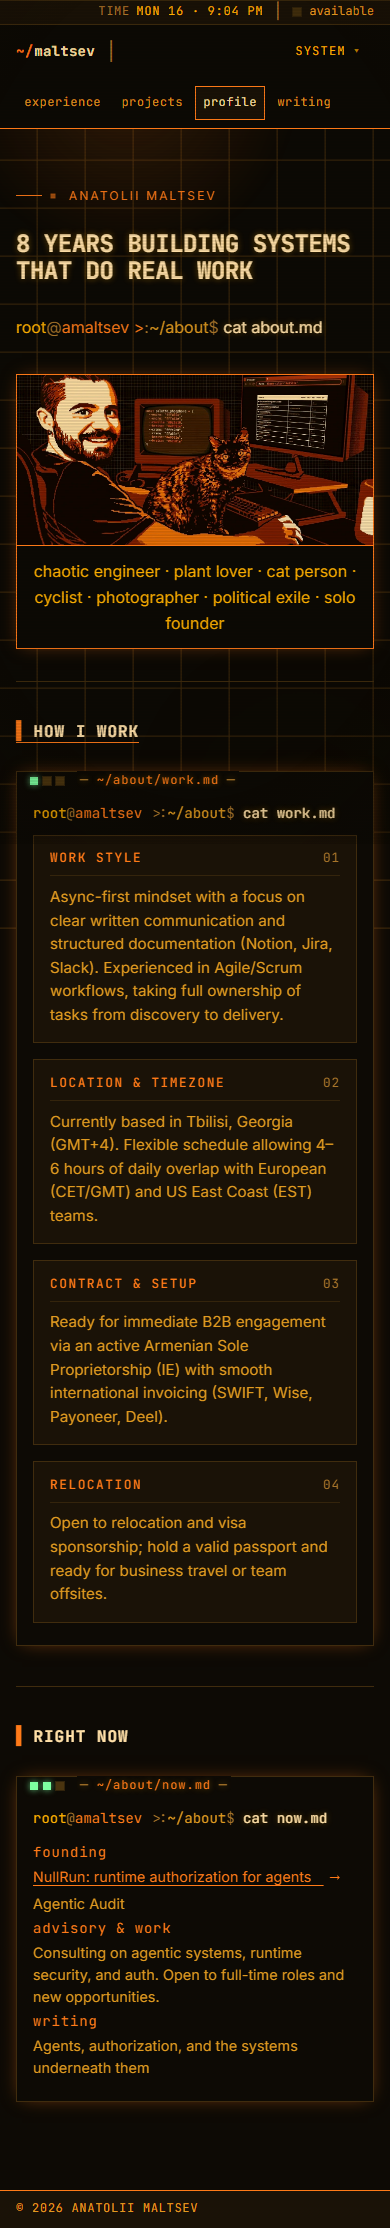 TIME MON 16 · 9:04 PM │ available
~/maltsev
SYSTEM ▾
experience projects profile writing
ANATOLII MALTSEV
8 YEARS BUILDING SYSTEMS
THAT DO REAL WORK
root@amaltsev >:~/about$ cat about.md
chaotic engineer · plant lover · cat person ·
cyclist · photographer · political exile · solo
founder
HOW I WORK
— ~/about/work.md —
root@amaltsev >:~/about$ cat work.md
WORK STYLE 01
Async-first mindset with a focus on
clear written communication and
structured documentation (Notion, Jira,
Slack). Experienced in Agile/Scrum
workflows, taking full ownership of
tasks from discovery to delivery.
LOCATION & TIMEZONE 02
Currently based in Tbilisi, Georgia
(GMT+4). Flexible schedule allowing 4–
6 hours of daily overlap with European
(CET/GMT) and US East Coast (EST)
teams.
CONTRACT & SETUP 03
Ready for immediate B2B engagement
via an active Armenian Sole
Proprietorship (IE) with smooth
international invoicing (SWIFT, Wise,
Payoneer, Deel).
RELOCATION 04
Open to relocation and visa
sponsorship; hold a valid passport and
ready for business travel or team
offsites.
RIGHT NOW
— ~/about/now.md —
root@amaltsev >:~/about$ cat now.md
founding
NullRun: runtime authorization for agents →
Agentic Audit
advisory & work
Consulting on agentic systems, runtime
security, and auth. Open to full-time roles and
new opportunities.
writing
Agents, authorization, and the systems
underneath them
© 2026 ANATOLII MALTSEV